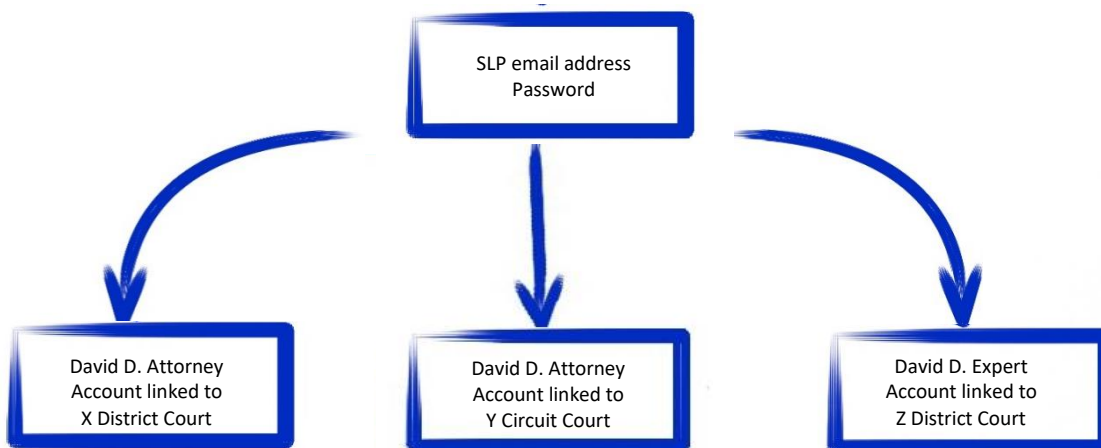 SLP email address
Password
David D. Attorney
Account linked to
X District Court
David D. Attorney
Account linked to
Y Circuit Court
David D. Expert
Account linked to
Z District Court